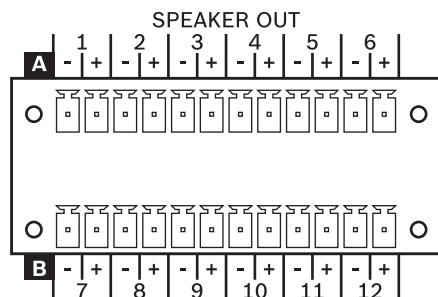 SPEAKER OUT
1 2 3 4 5 6
A - + - + - + - + - + - +
B - + - + - + - + - + - +
7 8 9 10 11 12